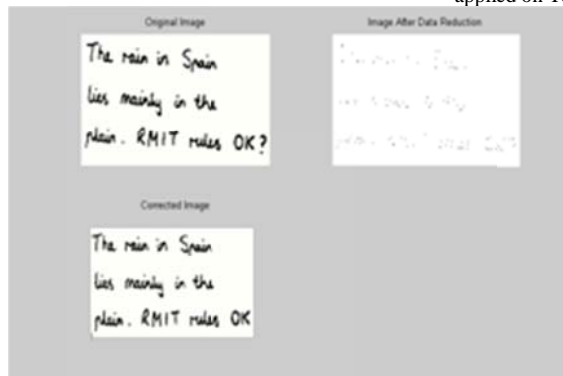 applied on
Original Image
Image After Data Reduction
The rain in Spain
lies mainly in the
plain. RMIT rules OK?
Corrected Image
The rain in Spain
lies mainly in the
plain. RMIT rules OK